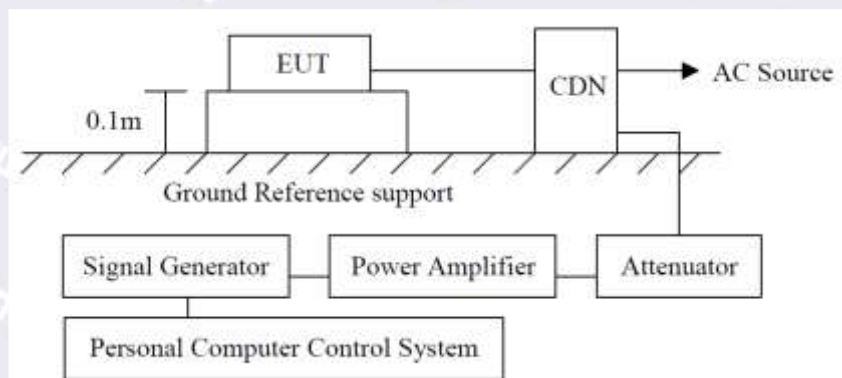 EUT
CDN
AC Source
0.1m
Ground Reference support
Signal Generator
Power Amplifier
Attenuator
Personal Computer Control System